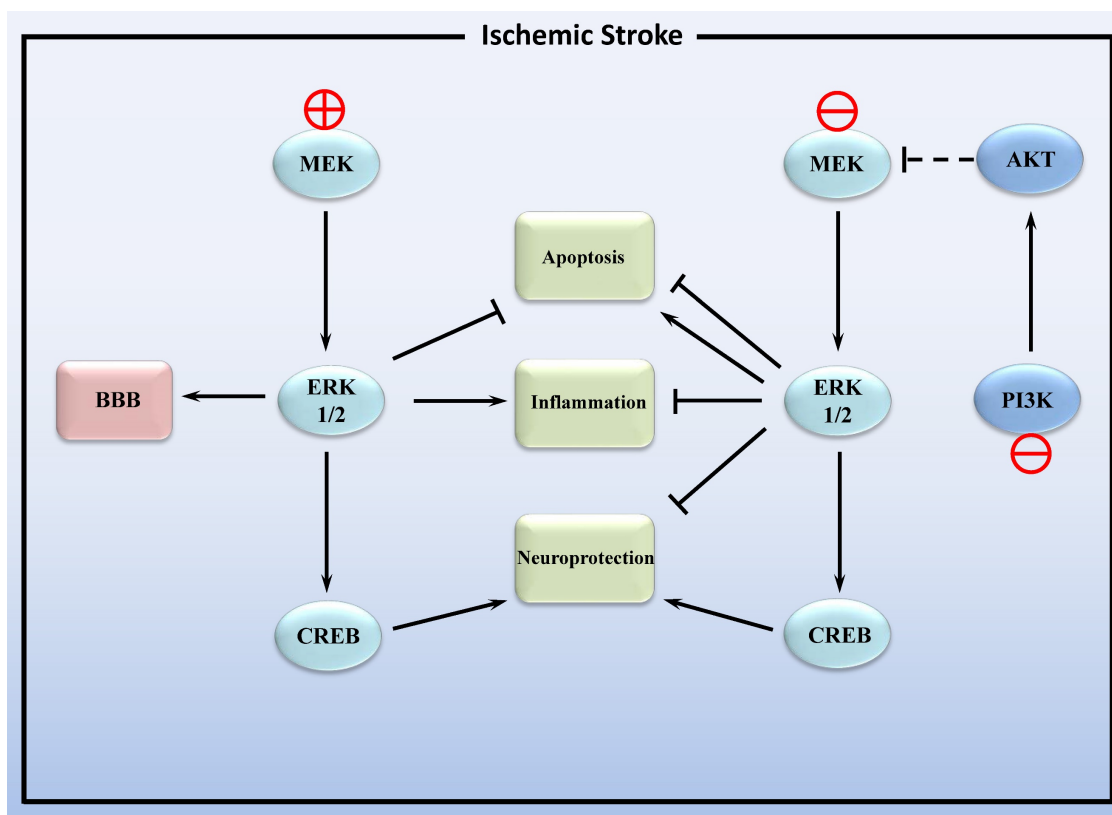 Ischemic Stroke
MEK
MEK
AKT
Apoptosis
BBB
ERK
1/2
Inflammation
ERK
1/2
PI3K
Neuroprotection
CREB
CREB